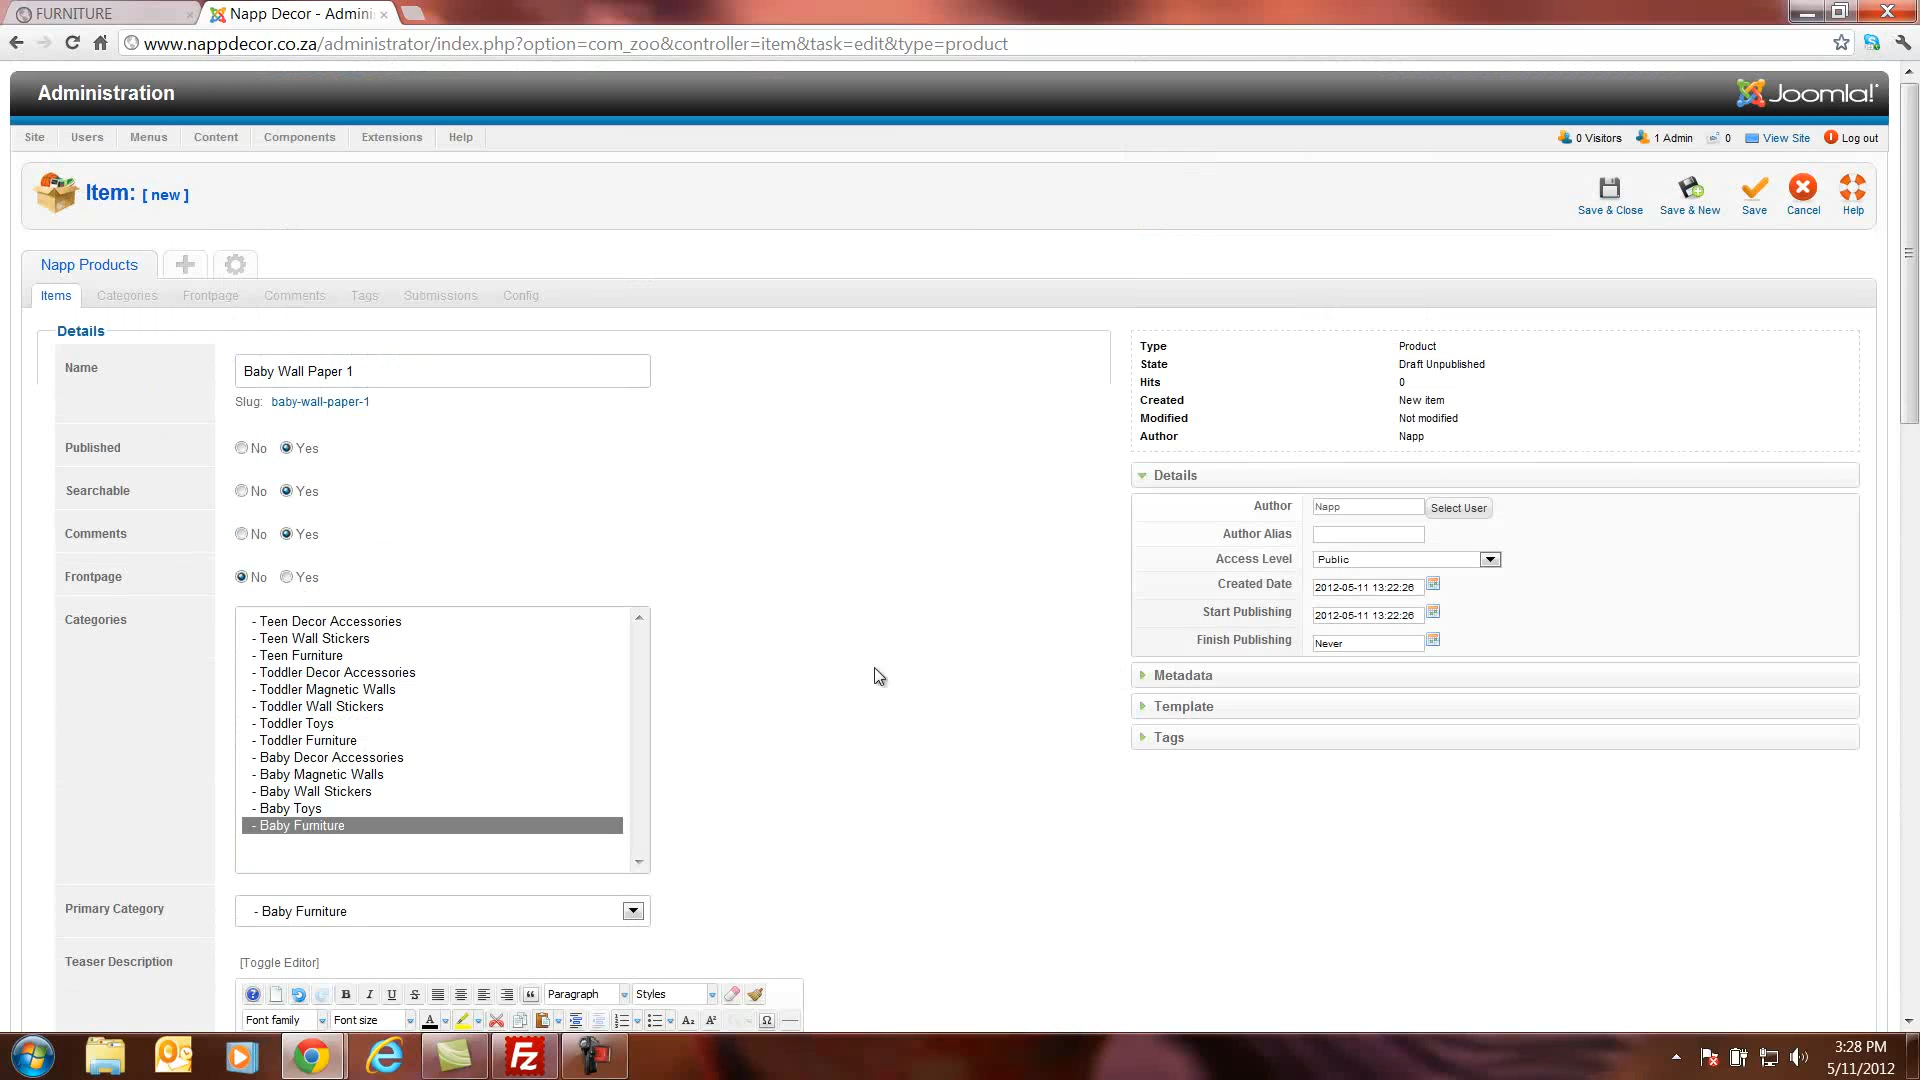 FURNITURE
Napp Decor - Admini
www.nappdecor.co.za/administrator/index.php?option=com_zoo&controller=item&task=edit&type=product
Administration
Joomla!
Site Users Menus Content Components Extensions Help
0 Visitors 1 Admin 0 View Site Log out
Item: [ new ]
Save & Close Save & New Save Cancel Help
Napp Products
Items Categories Frontpage Comments Tags Submissions Config
Details
Name
Baby Wall Paper 1
Slug: baby-wall-paper-1
Published No Yes
Searchable No Yes
Comments No Yes
Frontpage No Yes
Categories
- Teen Decor Accessories
- Teen Wall Stickers
- Teen Furniture
- Toddler Decor Accessories
- Toddler Magnetic Walls
- Toddler Wall Stickers
- Toddler Toys
- Toddler Furniture
- Baby Decor Accessories
- Baby Magnetic Walls
- Baby Wall Stickers
- Baby Toys
- Baby Furniture
Primary Category
- Baby Furniture
Teaser Description
[Toggle Editor]
Paragraph Styles
Font family Font size
Type Product
State Draft Unpublished
Hits 0
Created New item
Modified Not modified
Author Napp
Details
Author Napp Select User
Author Alias
Access Level Public
Created Date 2012-05-11 13:22:26
Start Publishing 2012-05-11 13:22:26
Finish Publishing Never
Metadata
Template
Tags
3:28 PM
5/11/2012